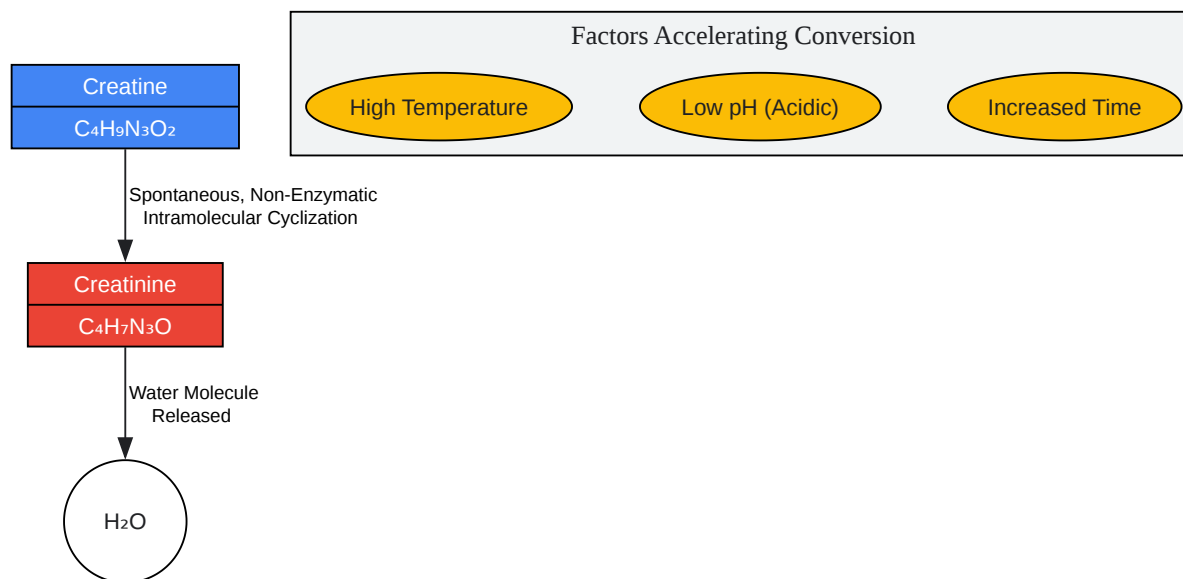 Factors Accelerating Conversion
High Temperature
Low pH (Acidic)
Increased Time
Creatine
C₄H₉N₃O₂
Spontaneous, Non-Enzymatic
Intramolecular Cyclization
Creatinine
C₄H₇N₃O
Water Molecule
Released
H₂O